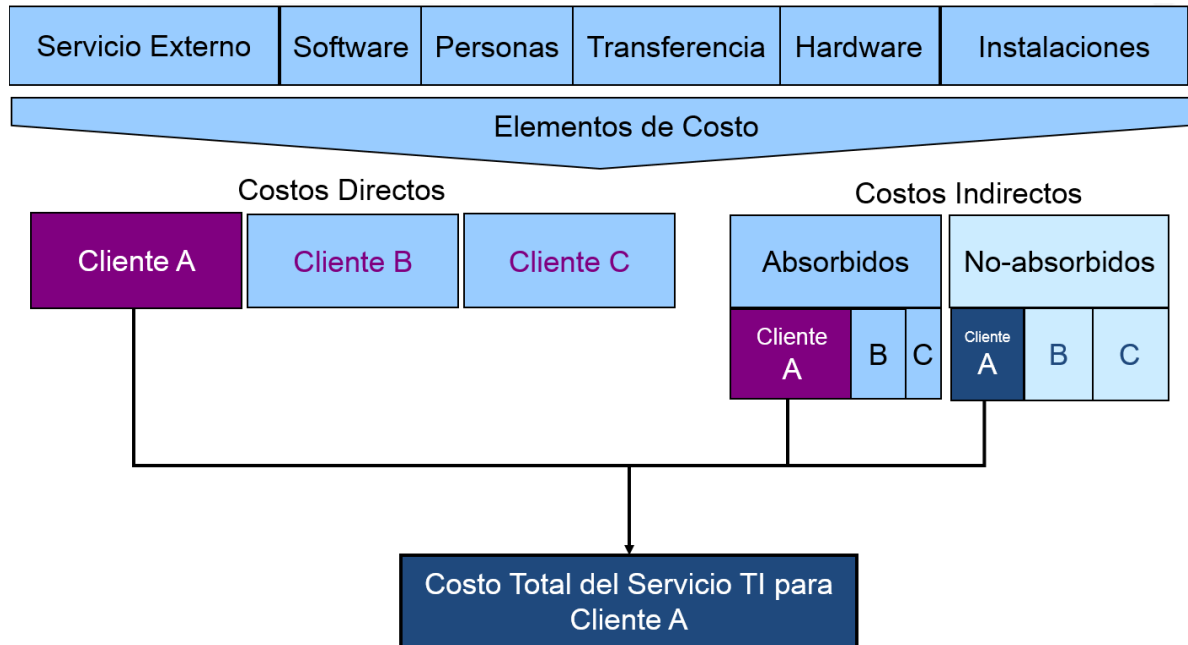 Servicio Externo
Software
Personas
Transferencia
Hardware
Instalaciones
Elementos de Costo
Costos Directos
Costos Indirectos
Cliente A
Cliente B
Cliente C
Absorbidos
No-absorbidos
Cliente
A
B
C
Cliente
A
B
C
Costo Total del Servicio TI para
Cliente A